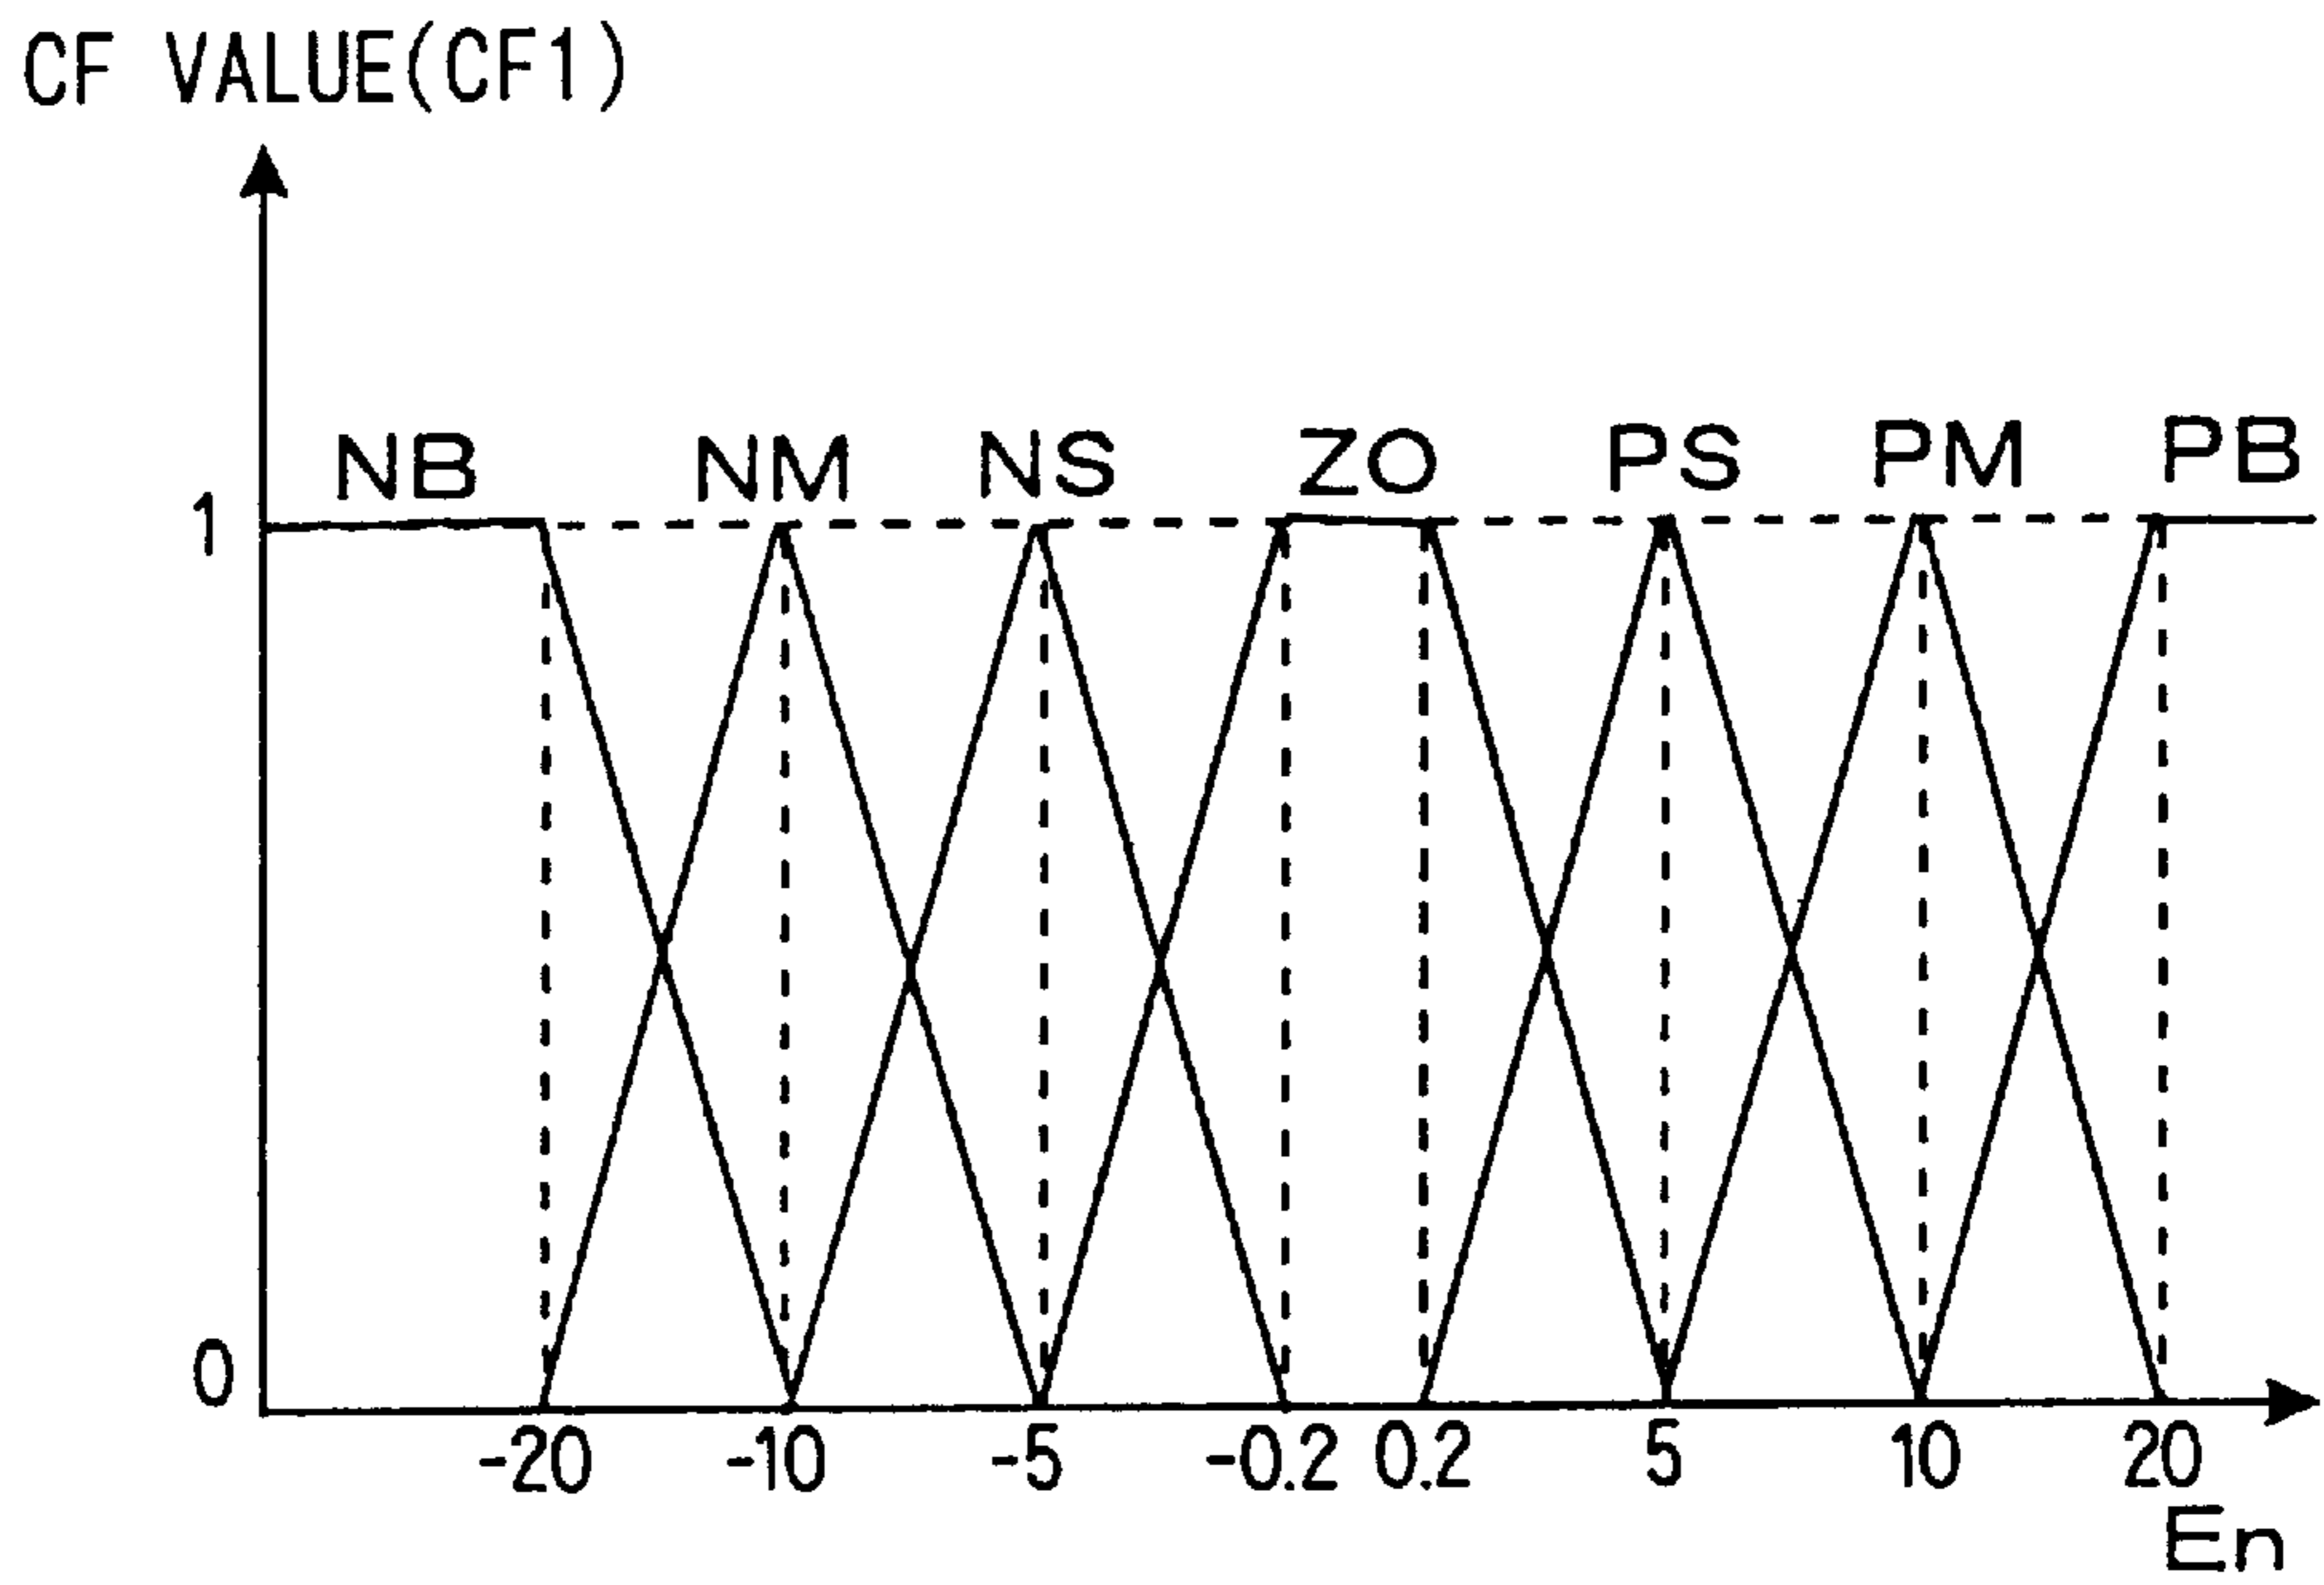 CF VALUE(CF1)
NB NM NS ZO PS PM PB
1
0
-20 -10 -5 -0.2 0.2 5 10 20
En